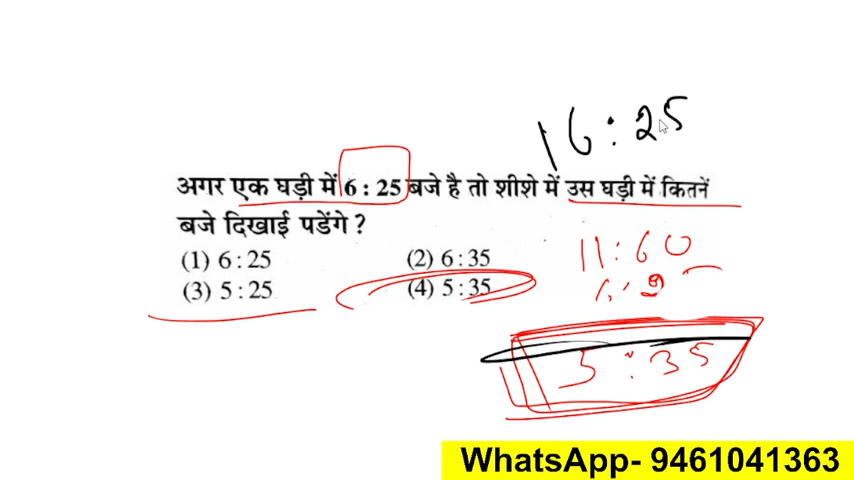 16:25
अगर एक घड़ी में 6 : 25 बजे है तो शीशे में उस घड़ी में कितनें
बजे दिखाई पडेंगे ?
(1) 6 : 25 (2) 6 : 35
(3) 5 : 25 (4) 5 : 35
11:60
5:35
WhatsApp- 9461041363